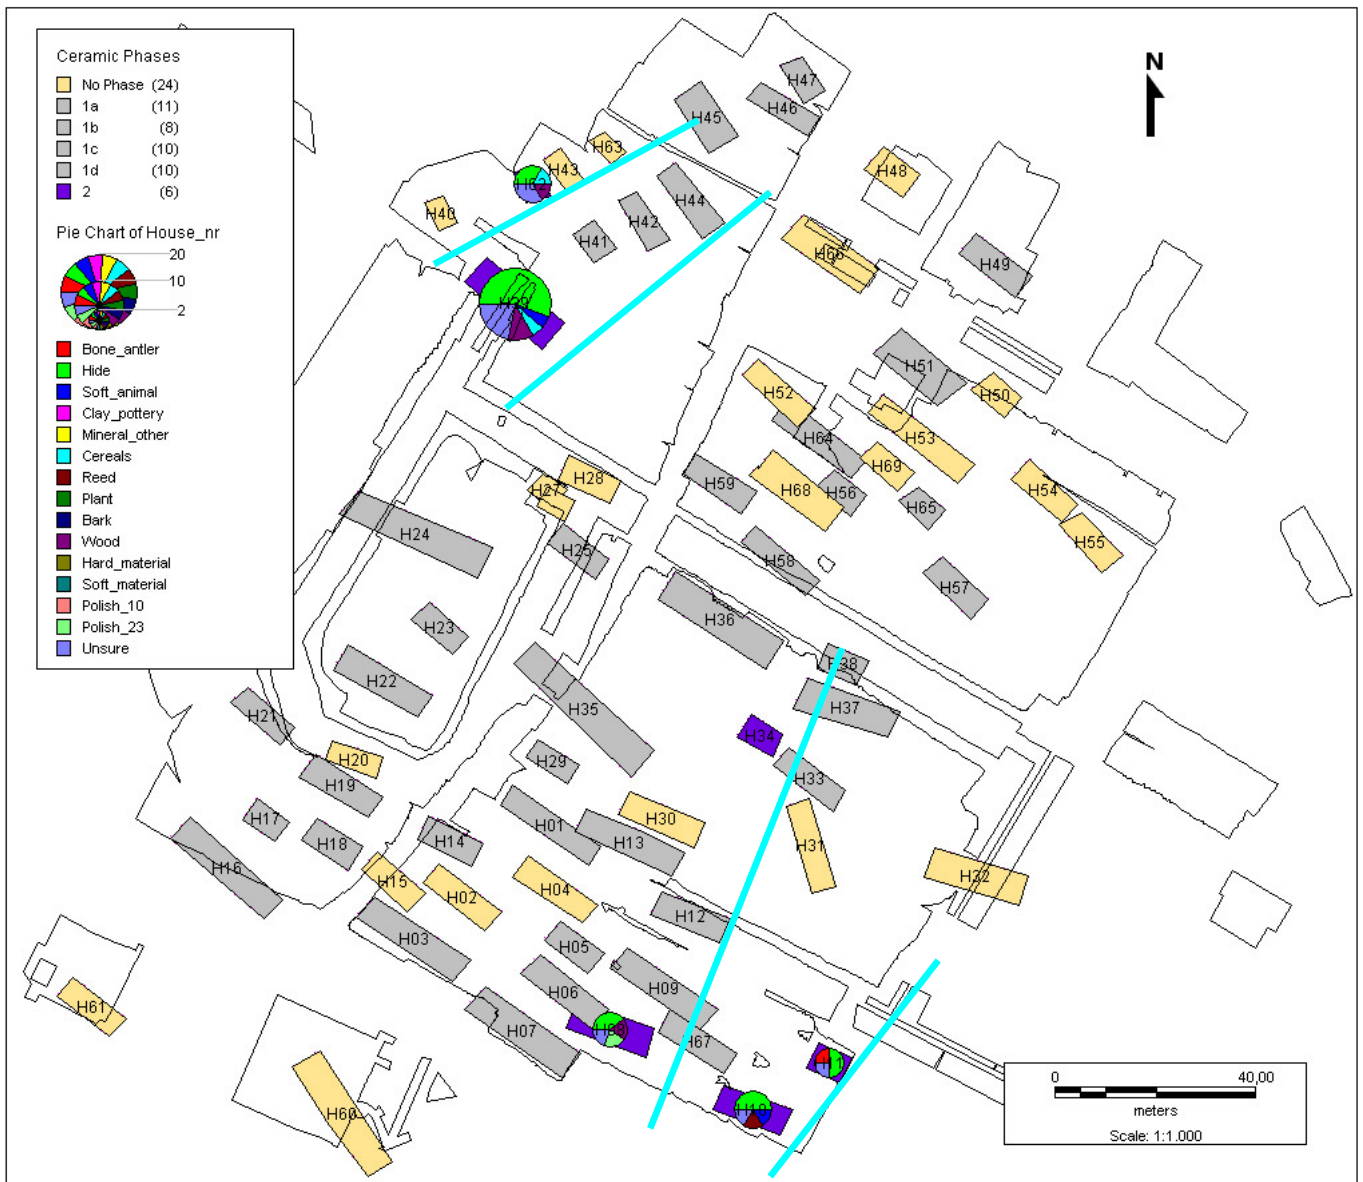 Ceramic Phases
No Phase (24)
1a (11)
1b (8)
1c (10)
1d (10)
2 (6)
Pie Chart of House_nr
20
10
2
Bone_antler
Hide
Soft_animal
Clay_pottery
Mineral_other
Cereals
Reed
Plant
Bark
Wood
Hard_material
Soft_material
Polish_10
Polish_23
Unsure
N
H47
H46
H45
H63
H43
H62
H48
H40
H44
H42
H41
H66
H49
H39
H51
H52
H50
H53
H64
H69
H28
H59
H68
H56
H27
H54
H65
H24
H25
H55
H58
H57
H36
H23
H38
H22
H35
H37
H21
H34
H20
H29
H33
H19
H17
H30
H01
H18
H14
H13
H31
H16
H32
H15
H02
H04
H12
H03
H05
H09
H06
H61
H08
H07
H67
H11
H10
H60
0 40,00
meters
Scale: 1:1.000